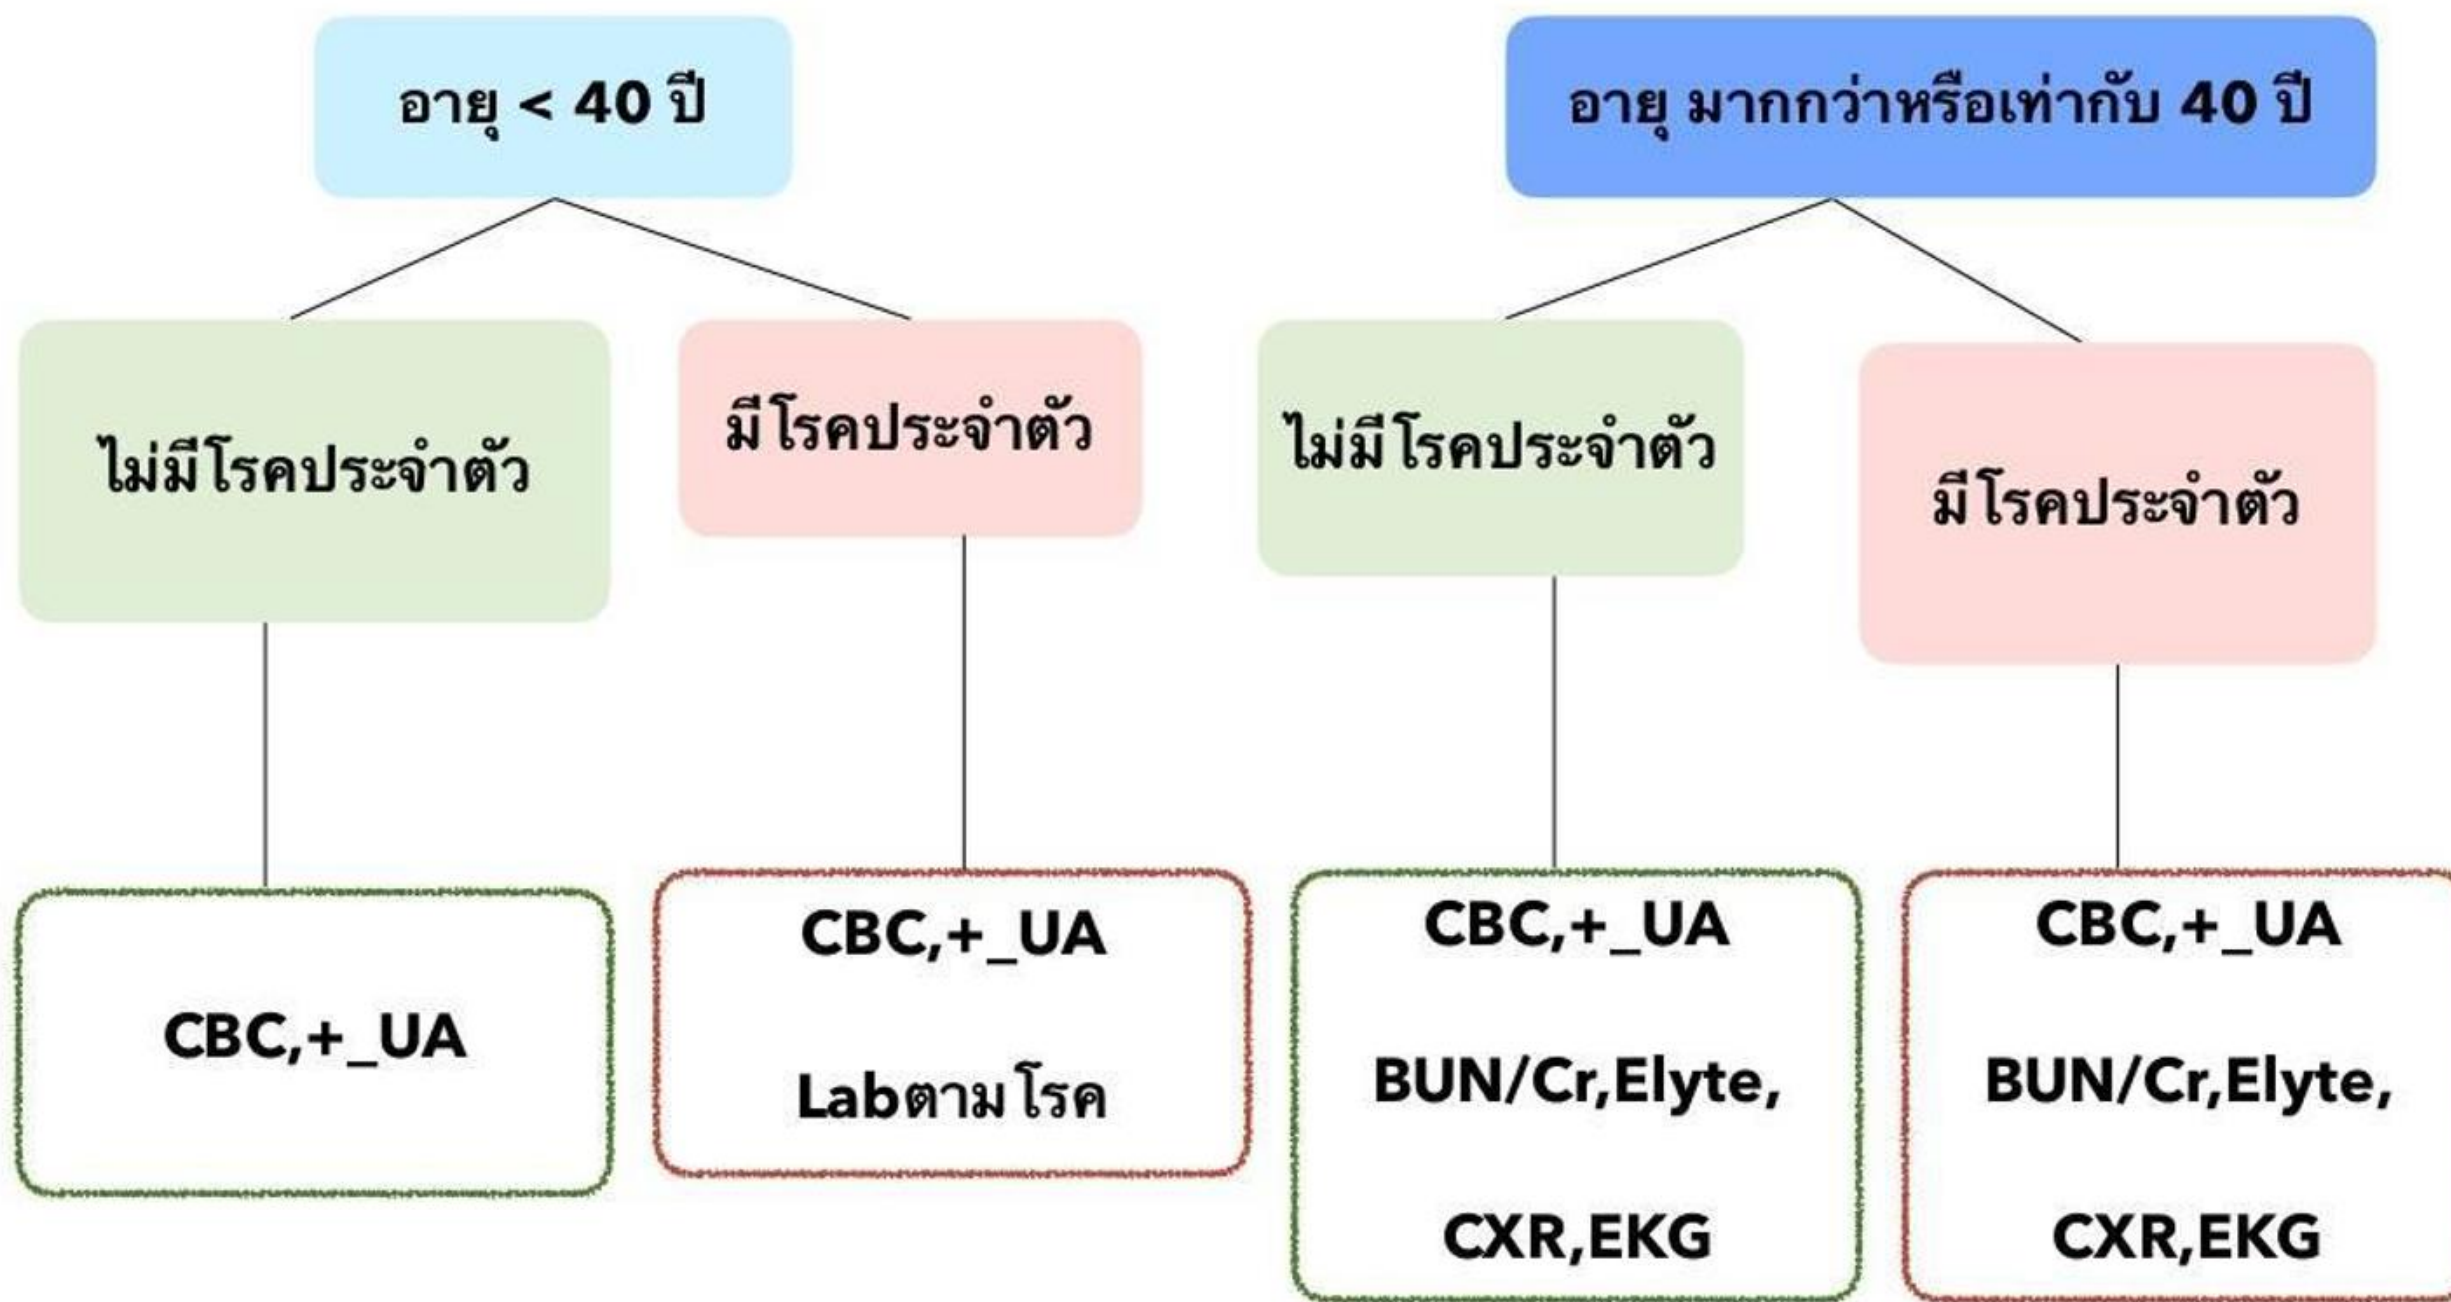 อายุ < 40 ปี
อายุ มากกว่าหรือเท่ากับ 40 ปี
ไม่มีโรคประจำตัว
มีโรคประจำตัว
ไม่มีโรคประจำตัว
มีโรคประจำตัว
CBC,+_UA
CBC,+_UA
Labตามโรค
CBC,+_UA
BUN/Cr,Elyte,
CXR,EKG
CBC,+_UA
BUN/Cr,Elyte,
CXR,EKG